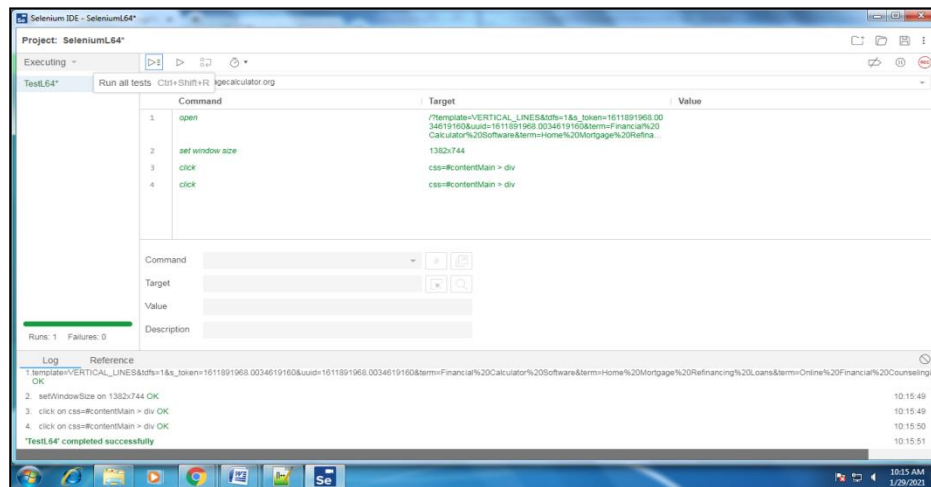 Selenium IDE - SeleniumL64*
Project: SeleniumL64*
Executing
TestL64*
Run all tests Ctrl+Shift+R
agecalculator.org
Command Target Value
1 open /?template=VERTICAL_LINES&tdfs=1&s_token=1611891968.00
34619160&uuid=1611891968.0034619160&term=Financial%20
Calculator%20Software&term=Home%20Mortgage%20Refina...
2 set window size 1382x744
3 click css=#contentMain > div
4 click css=#contentMain > div
Command
//
Target
Value
Description
Runs: 1 Failures: 0
Log Reference
1.template=VERTICAL_LINES&tdfs=1&s_token=1611891968.0034619160&uuid=1611891968.0034619160&term=Financial%20Calculator%20Software&term=Home%20Mortgage%20Refinancing%20Loans&term=Online%20Financial%20Counseling&
OK
2. setWindowSize on 1382x744 OK 10:15:49
3. click on css=#contentMain > div OK 10:15:49
4. click on css=#contentMain > div OK 10:15:50
'TestL64' completed successfully 10:15:51
Se
10:15 AM
1/29/2021